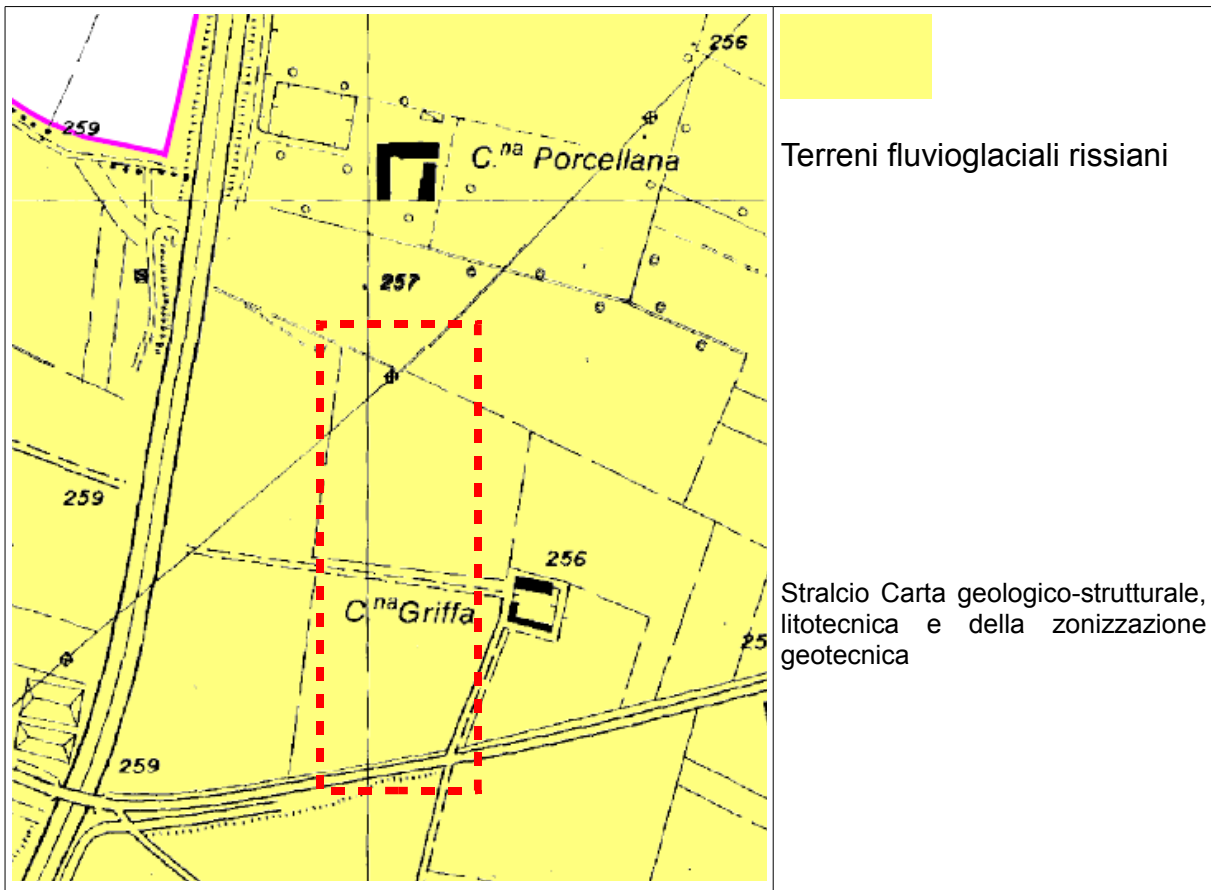 256
259
C.na Porcellana
257
259
256
C.na Griffa
25
259
Terreni fluvioglaciali rissiani
Stralcio Carta geologico-strutturale,
litotecnica e della zonizzazione
geotecnica